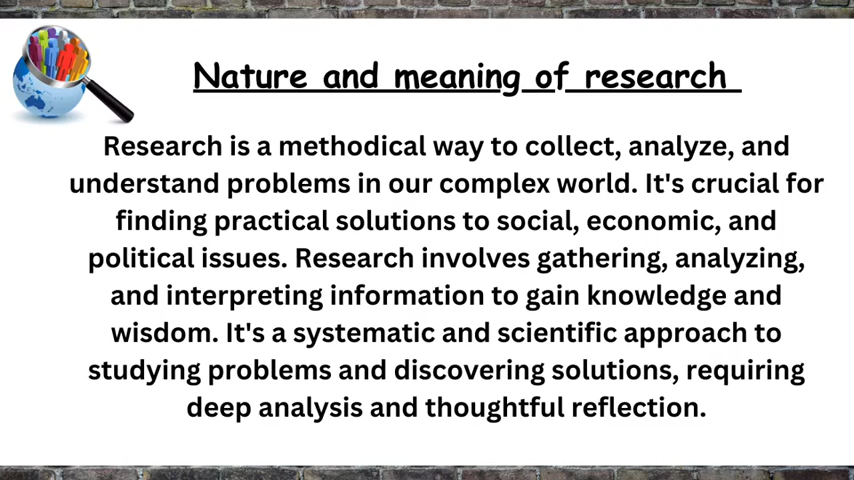 Nature and meaning of research
Research is a methodical way to collect, analyze, and
understand problems in our complex world. It's crucial for
finding practical solutions to social, economic, and
political issues. Research involves gathering, analyzing,
and interpreting information to gain knowledge and
wisdom. It's a systematic and scientific approach to
studying problems and discovering solutions, requiring
deep analysis and thoughtful reflection.